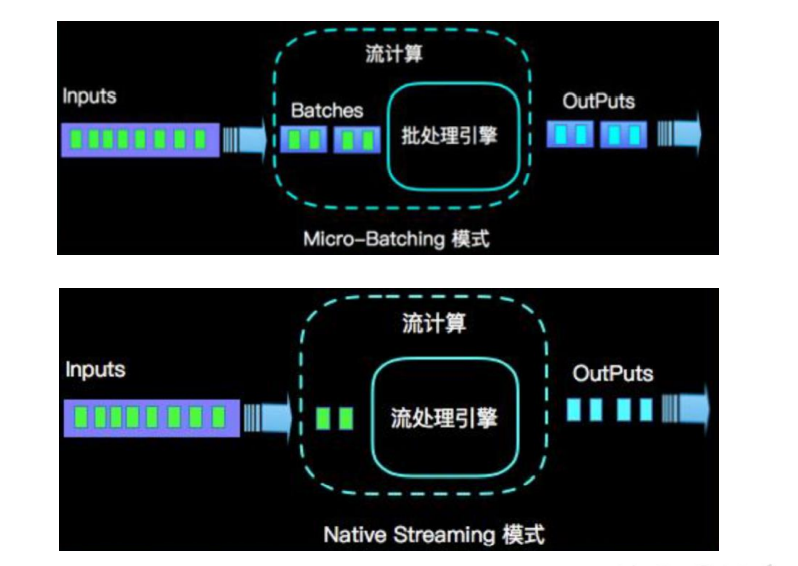 流计算
Inputs
Batches
批处理引擎
OutPuts
Micro-Batching 模式
流计算
Inputs
流处理引擎
OutPuts
Native Streaming 模式